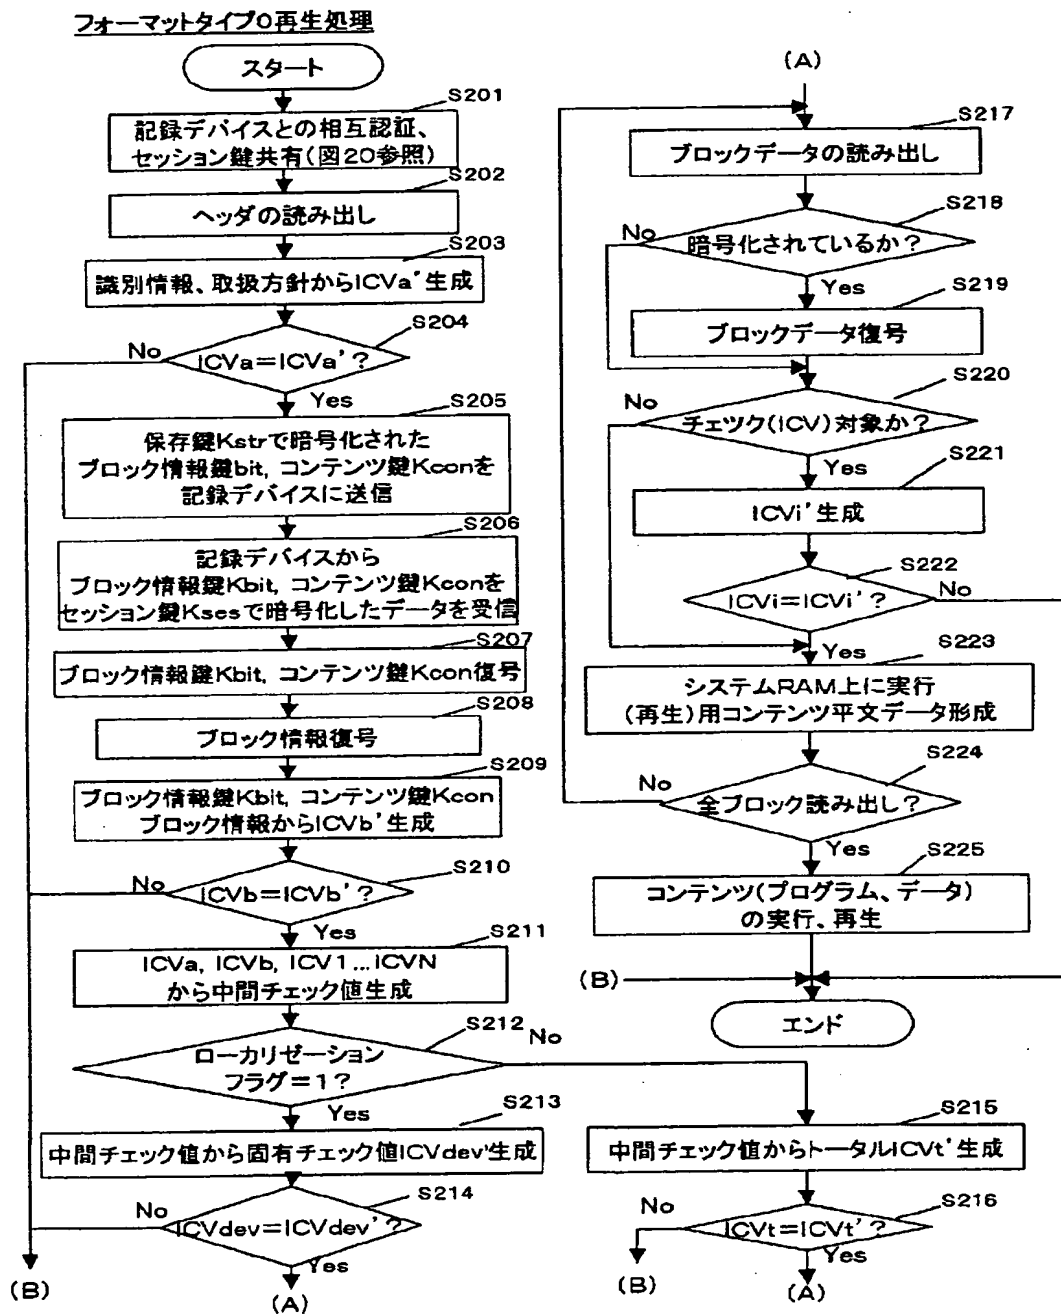 フォーマットタイプ0再生処理
スタート
S201
記録デバイスとの相互認証、
セッション鍵共有(図20参照)
S202
ヘッダの読み出し
S203
識別情報、取扱方針からICVa'生成
S204
No
ICVa=ICVa'?
Yes
S205
保存鍵Kstrで暗号化された
ブロック情報鍵bit, コンテンツ鍵Kconを
記録デバイスに送信
S206
記録デバイスから
ブロック情報鍵Kbit, コンテンツ鍵Kconを
セッション鍵Ksesで暗号化したデータを受信
S207
ブロック情報鍵Kbit, コンテンツ鍵Kcon復号
S208
ブロック情報復号
S209
ブロック情報鍵Kbit, コンテンツ鍵Kcon
ブロック情報からICVb'生成
S210
No
ICVb=ICVb'?
Yes
S211
ICVa, ICVb, ICV1...ICVN
から中間チェック値生成
S212
No
ローカリゼーション
フラグ=1?
Yes
S213
中間チェック値から固有チェック値ICVdev'生成
S214
No
ICVdev=ICVdev'?
Yes
(B)
(A)
(A)
S217
ブロックデータの読み出し
S218
No
暗号化されているか?
Yes
S219
ブロックデータ復号
S220
No
チェツク(ICV)対象か?
Yes
S221
ICVi'生成
S222
ICVi=ICVi'?
No
Yes
S223
システムRAM上に実行
(再生)用コンテンツ平文データ形成
S224
No
全ブロック読み出し?
Yes
S225
コンテンツ(プログラム、データ)
の実行、再生
(B)
エンド
S215
中間チェック値からトータルICVt'生成
S216
No
ICVt=ICVt'?
Yes
(B)
(A)